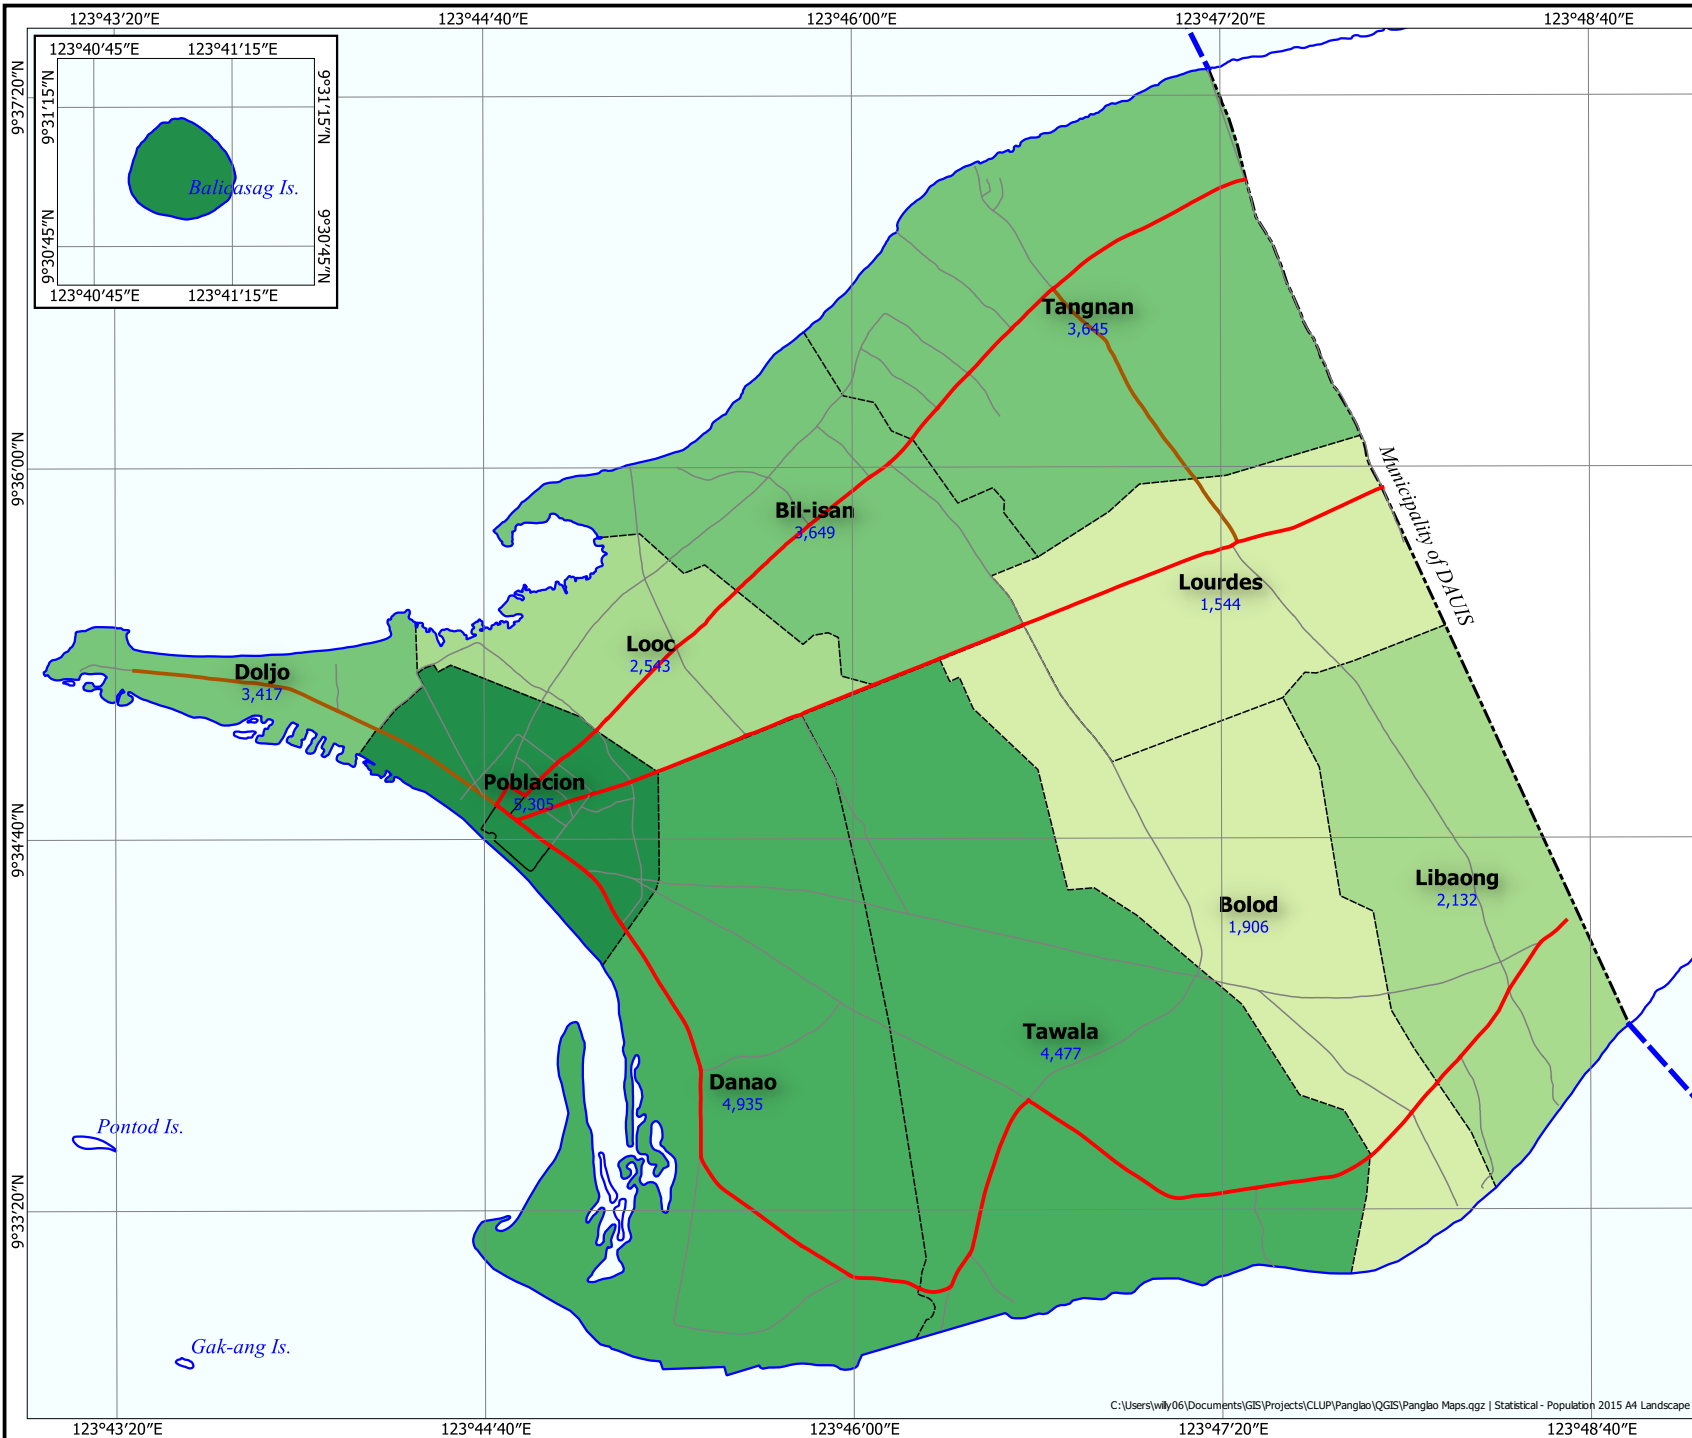 123°43′20″E 123°44′40″E 123°46′00″E 123°47′20″E 123°48′40″E
123°40′45″E 123°41′15″E
9°31′15″N 9°31′15″N
Balicasag Is.
9°30′45″N 9°30′45″N
123°40′45″E 123°41′15″E
9°37′20″N
Tangnan
3,645
9°36′00″N
Municipality of DAUIS
Bil-isan
3,649
Lourdes
1,544
Looc
2,543
Doljo
3,417
Poblacion
5,305
9°34′40″N
Libaong
2,132
Bolod
1,906
Tawala
4,477
Danao
4,935
Pontod Is.
9°33′20″N
Gak-ang Is.
C:\Users\willy06\Documents\GIS\Projects\CLUP\Panglao\QGIS\Panglao Maps.qgz | Statistical - Population 2015 A4 Landscape
123°43′20″E 123°44′40″E 123°46′00″E 123°47′20″E 123°48′40″E